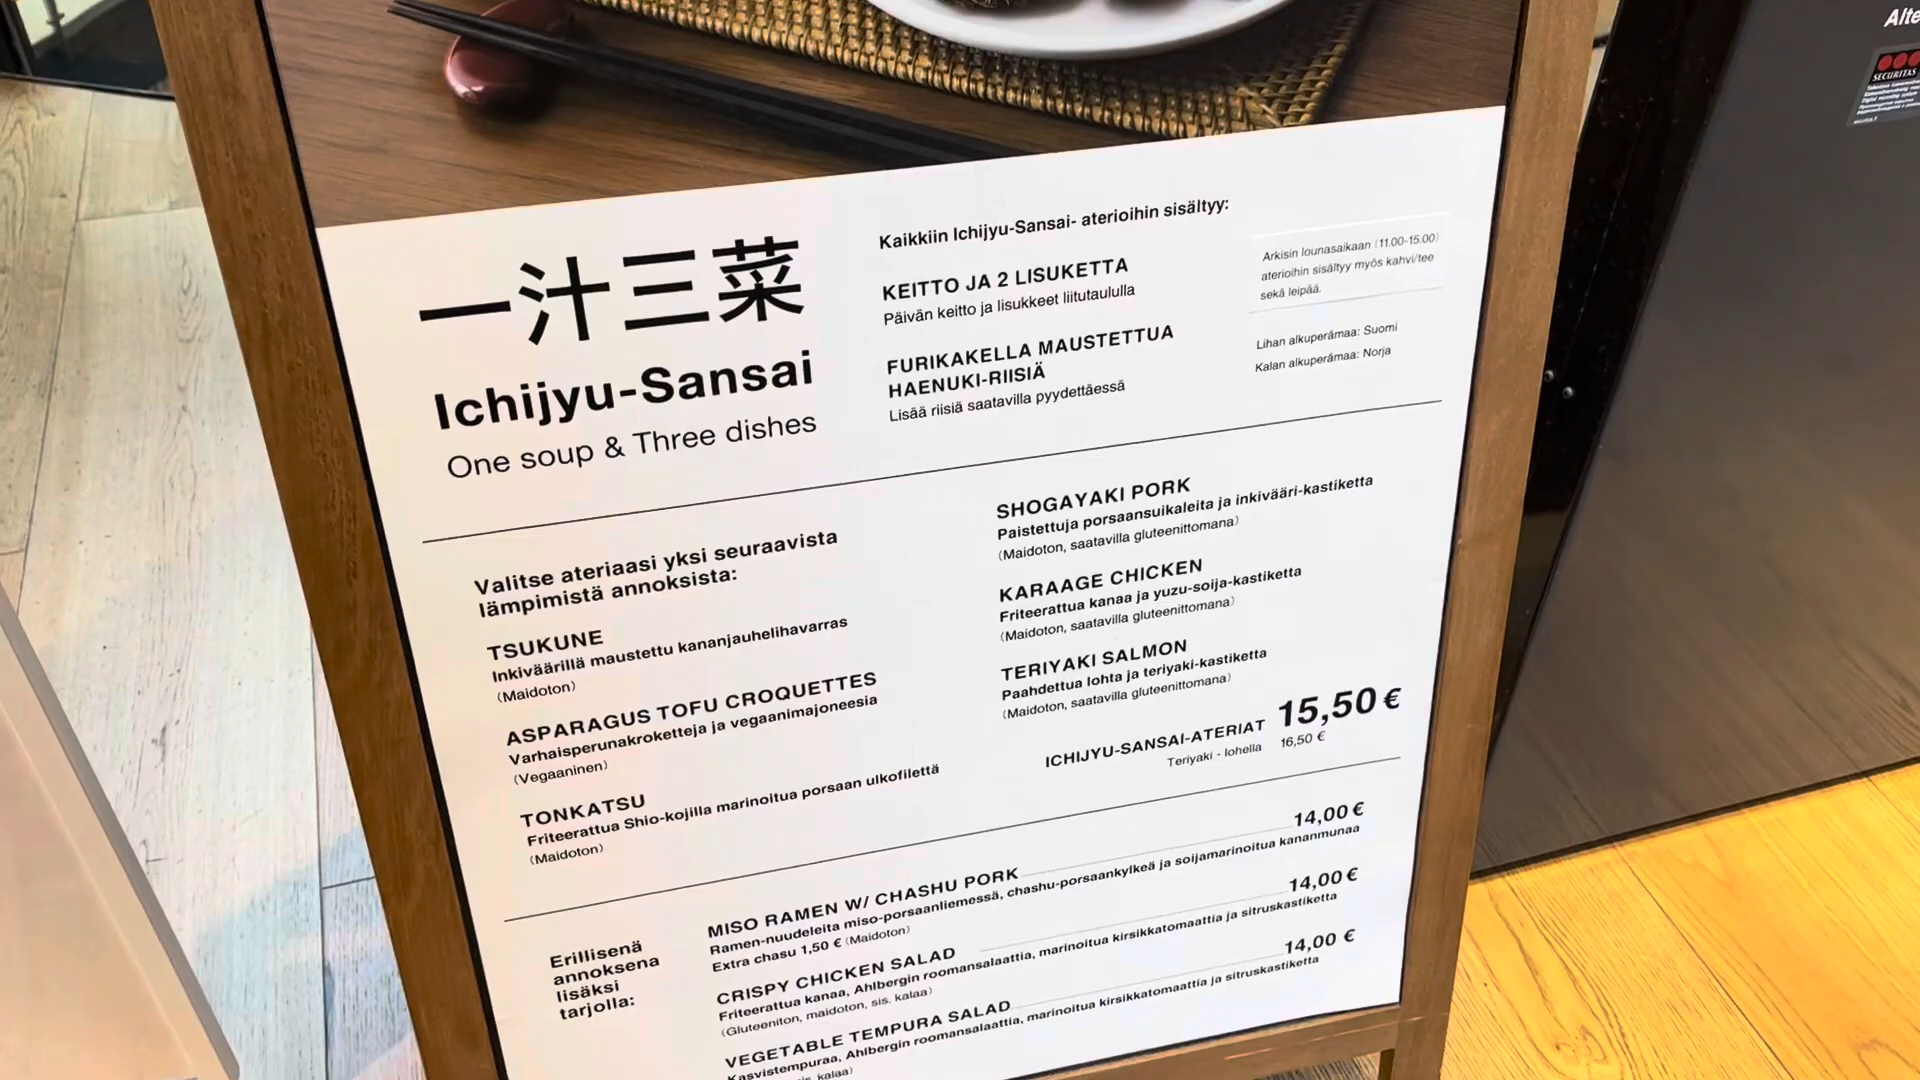 一汁三菜
Ichijyu-Sansai
One soup & Three dishes
Kaikkiin Ichijyu-Sansai- aterioihin sisältyy:
KEITTO JA 2 LISUKETTA
Päivän keitto ja lisukkeet liitutaululla
FURIKAKELLA MAUSTETTUA
HAENUKI-RIISIÄ
Lisää riisiä saatavilla pyydettäessä
Arkisin lounasaikaan (11.00-15.00)
aterioihin sisältyy myös kahvi/tee
sekä leipää.
Lihan alkuperämaa: Suomi
Kalan alkuperämaa: Norja
Valitse ateriaasi yksi seuraavista
lämpimistä annoksista:
TSUKUNE
Inkiväärillä maustettu kananjauhelihavarras
(Maidoton)
ASPARAGUS TOFU CROQUETTES
Varhaisperunakroketteja ja vegaanimajoneesia
(Vegaaninen)
TONKATSU
Friteerattua Shio-kojilla marinoitua porsaan ulkofilettä
(Maidoton)
SHOGAYAKI PORK
Paistettuja porsaansuikaleita ja inkivääri-kastiketta
(Maidoton, saatavilla gluteenittomana)
KARAAGE CHICKEN
Friteerattua kanaa ja yuzu-soija-kastiketta
(Maidoton, saatavilla gluteenittomana)
TERIYAKI SALMON
Paahdettua lohta ja teriyaki-kastiketta
(Maidoton, saatavilla gluteenittomana)
ICHIJYU-SANSAI-ATERIAT 15,50 €
Teriyaki - lohella 16,50 €
Erillisenä
annoksena
lisäksi
tarjolla:
MISO RAMEN W/ CHASHU PORK 14,00 €
Ramen-nuudeleita miso-porsaanliemessä, chashu-porsaankylkeä ja soijamarinoitua kananmunaa
Extra chasu 1,50 € (Maidoton)
CRISPY CHICKEN SALAD 14,00 €
Friteerattua kanaa, Ahlbergin roomansalaattia, marinoitua kirsikkatomaattia ja sitruskastiketta
(Gluteeniton, maidoton, sis. kalaa)
VEGETABLE TEMPURA SALAD 14,00 €
Kasvistempuraa, Ahlbergin roomansalaattia, marinoitua kirsikkatomaattia ja sitruskastiketta
kalaa)
SECURITAS